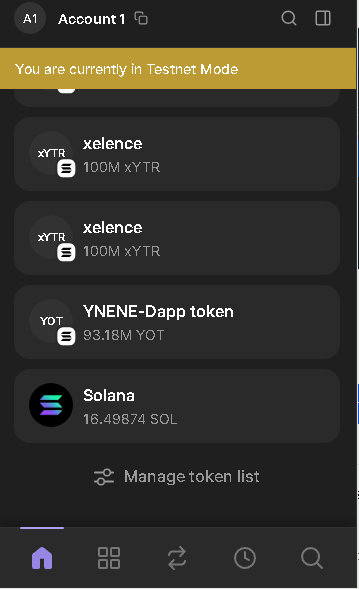 A1 Account 1
You are currently in Testnet Mode
xYTR xelence
100M xYTR
xYTR xelence
100M xYTR
YOT YNENE-Dapp token
93.18M YOT
Solana
16.49874 SOL
Manage token list